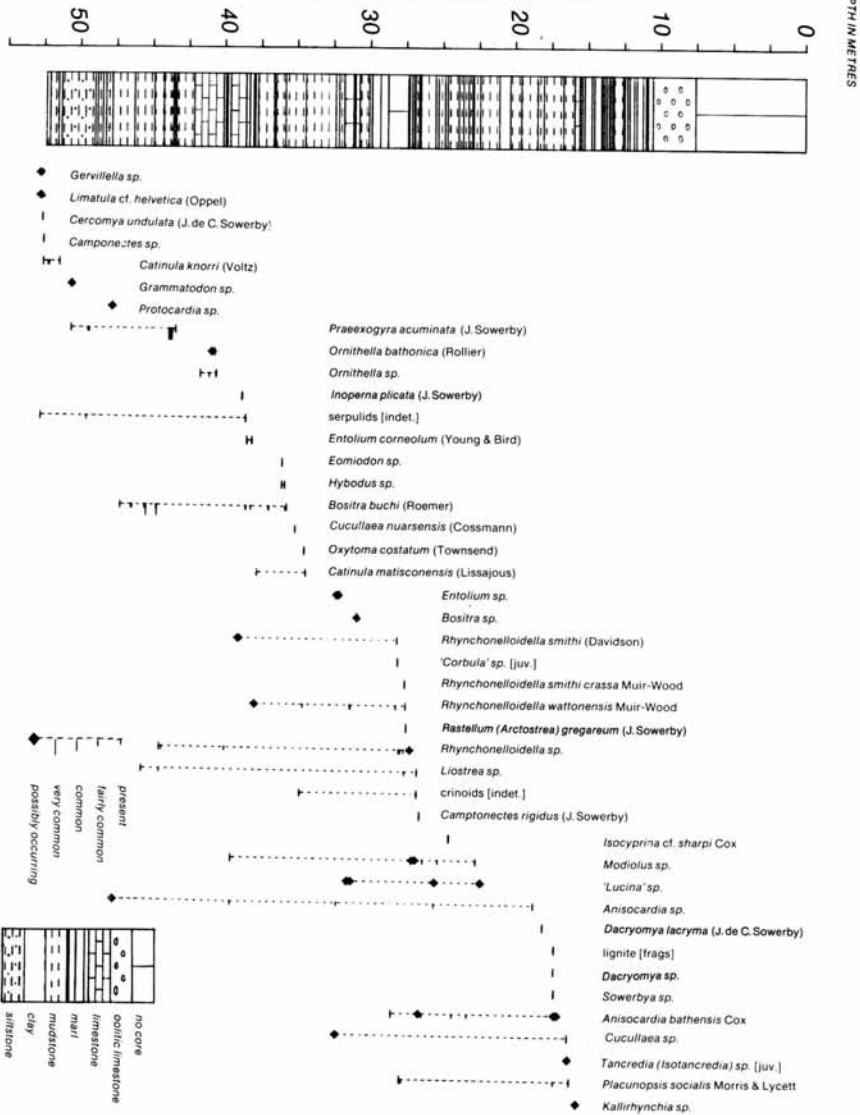 DEPTH IN METRES
0
10
20
30
40
50
Gervillella sp.
Limatula cf. helvetica (Oppel)
Cercomya undulata (J. de C. Sowerby)
Camponectes sp.
Catinula knorri (Voltz)
Grammatodon sp.
Protocardia sp.
Praeexogyra acuminata (J. Sowerby)
Ornithella bathonica (Rollier)
Ornithella sp.
Inoperna plicata (J. Sowerby)
serpulids [indet.]
Entolium corneolum (Young & Bird)
Eomiodon sp.
Hybodus sp.
Bositra buchi (Roemer)
Cucullaea nuarsensis (Cossmann)
Oxytoma costatum (Townsend)
Catinula matisconensis (Lissajous)
Entolium sp.
Bositra sp.
Rhynchonelloidella smithi (Davidson)
'Corbula' sp. [juv.]
Rhynchonelloidella smithi crassa Muir-Wood
Rhynchonelloidella wattonensis Muir-Wood
Rastellum (Arctostrea) gregareum (J. Sowerby)
Rhynchonelloidella sp.
Liostrea sp.
crinoids [indet.]
Camptonectes rigidus (J. Sowerby)
Isocyprina cf. sharpi Cox
Modiolus sp.
'Lucina' sp.
Anisocardia sp.
Dacryomya lacryma (J. de C. Sowerby)
lignite [frags]
Dacryomya sp.
Sowerbya sp.
Anisocardia bathensis Cox
Cucullaea sp.
Tancredia (Isotancredia) sp. [juv.]
Placunopsis socialis Morris & Lycett
Kallirhynchia sp.
present
fairly common
common
very common
possibly occurring
no core
oolitic limestone
limestone
marl
mudstone
clay
siltstone